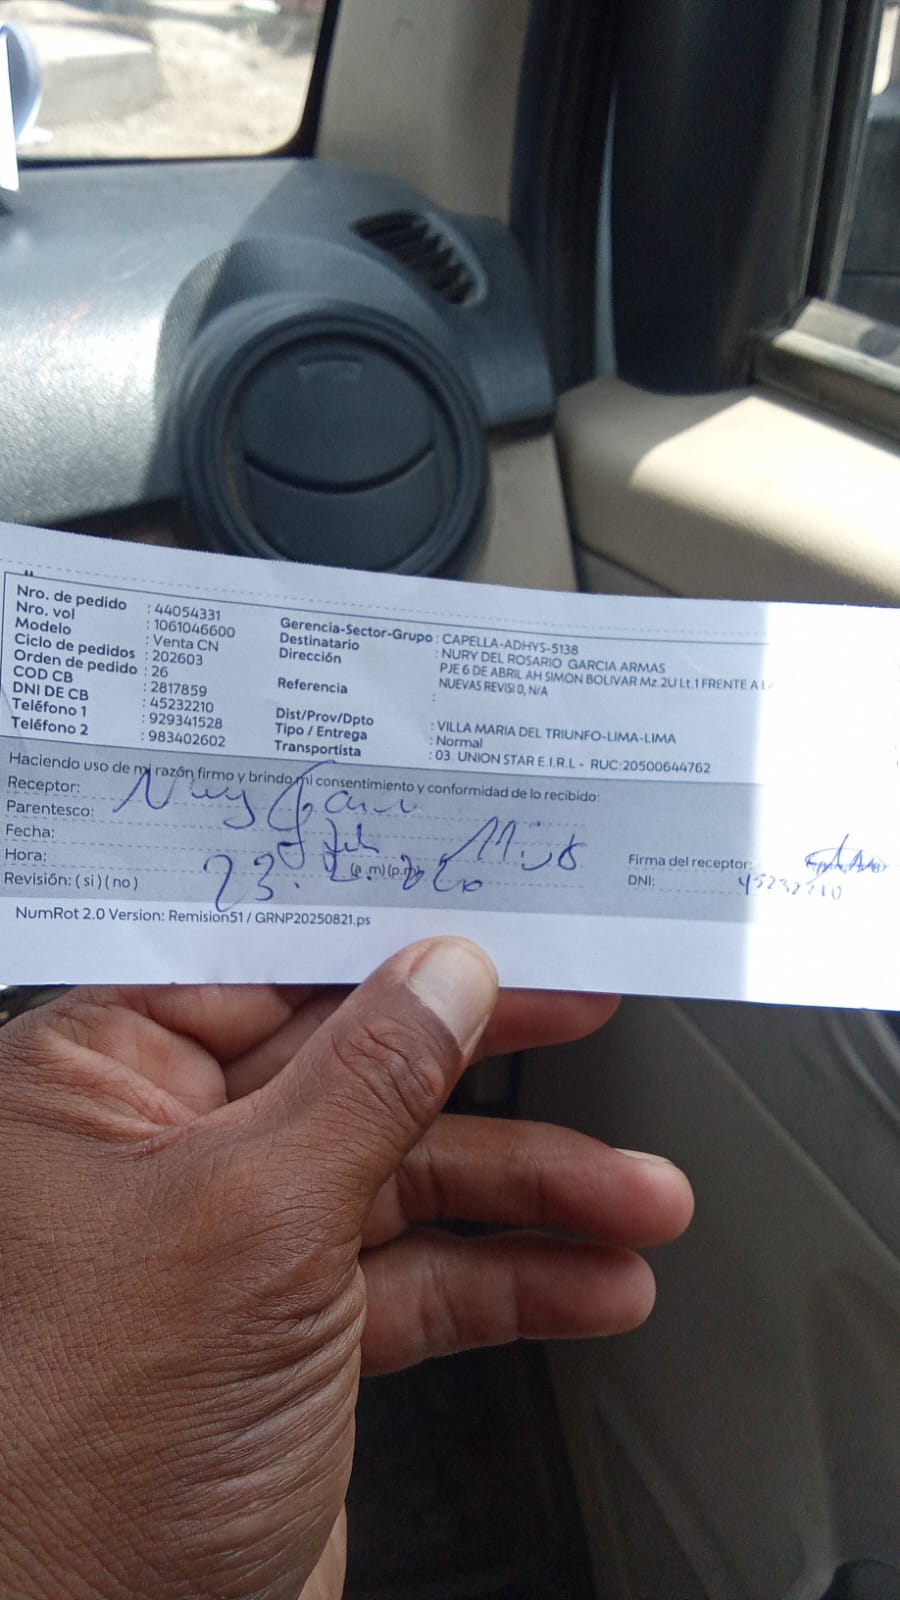 Nro. de pedido : 44054331
Nro. vol : 1061046600
Modelo : Venta CN
Ciclo de pedidos : 202603
Orden de pedido : 26
COD CB : 2817859
DNI DE CB : 45232210
Teléfono 1 : 929341528
Teléfono 2 : 983402602
Gerencia-Sector-Grupo : CAPELLA-ADHYS-5138
Destinatario : NURY DEL ROSARIO GARCIA ARMAS
Dirección PJE 6 DE ABRIL AH SIMON BOLIVAR Mz.2U Lt.1 FRENTE A LA
NUEVAS REVISI 0, N/A
Referencia :
Dist/Prov/Dpto : VILLA MARIA DEL TRIUNFO-LIMA-LIMA
Tipo / Entrega : Normal
Transportista : 03. UNION STAR E.I.R.L - RUC:20500644762
Haciendo uso de mi razón firmo y brindo mi consentimiento y conformidad de lo recibido:
Receptor:
Parentesco:
Fecha:
Hora: (a.m)(p.m)
Revisión: ( si ) ( no )
Firma del receptor:
DNI: 45232210
NumRot 2.0 Version: Remision51 / GRNP20250821.ps